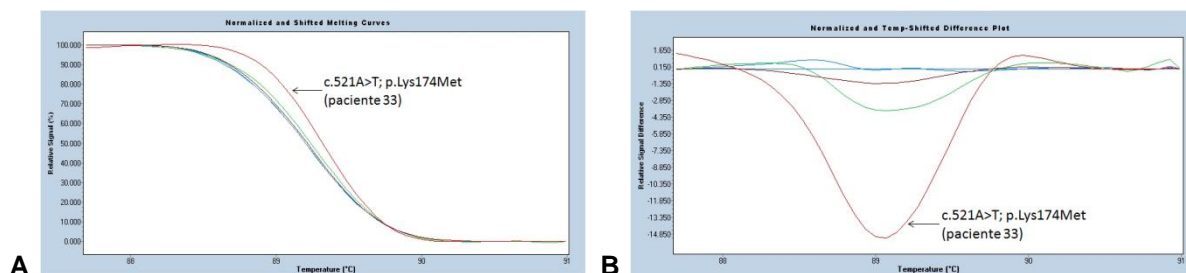 Normalized and Shifted Melting Curves
Relative Signal (%)
100.000
90.000
80.000
70.000
60.000
50.000
40.000
30.000
20.000
10.000
0.000
c.521A>T; p.Lys174Met
(paciente 33)
88
89
90
91
Temperature (°C)
A
Normalized and Temp-Shifted Difference Plot
Relative Signal Difference
1.650
0.150
-1.350
-2.850
-4.350
-5.850
-7.350
-8.850
-10.350
-11.850
-13.350
-14.850
c.521A>T; p.Lys174Met
(paciente 33)
88
89
90
91
Temperature (°C)
B